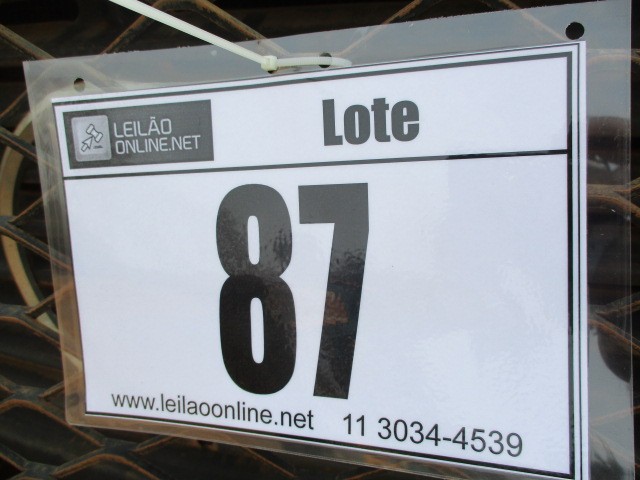 LEILÃO
ONLINE.NET
Lote
87
www.leilaoonline.net 11 3034-4539